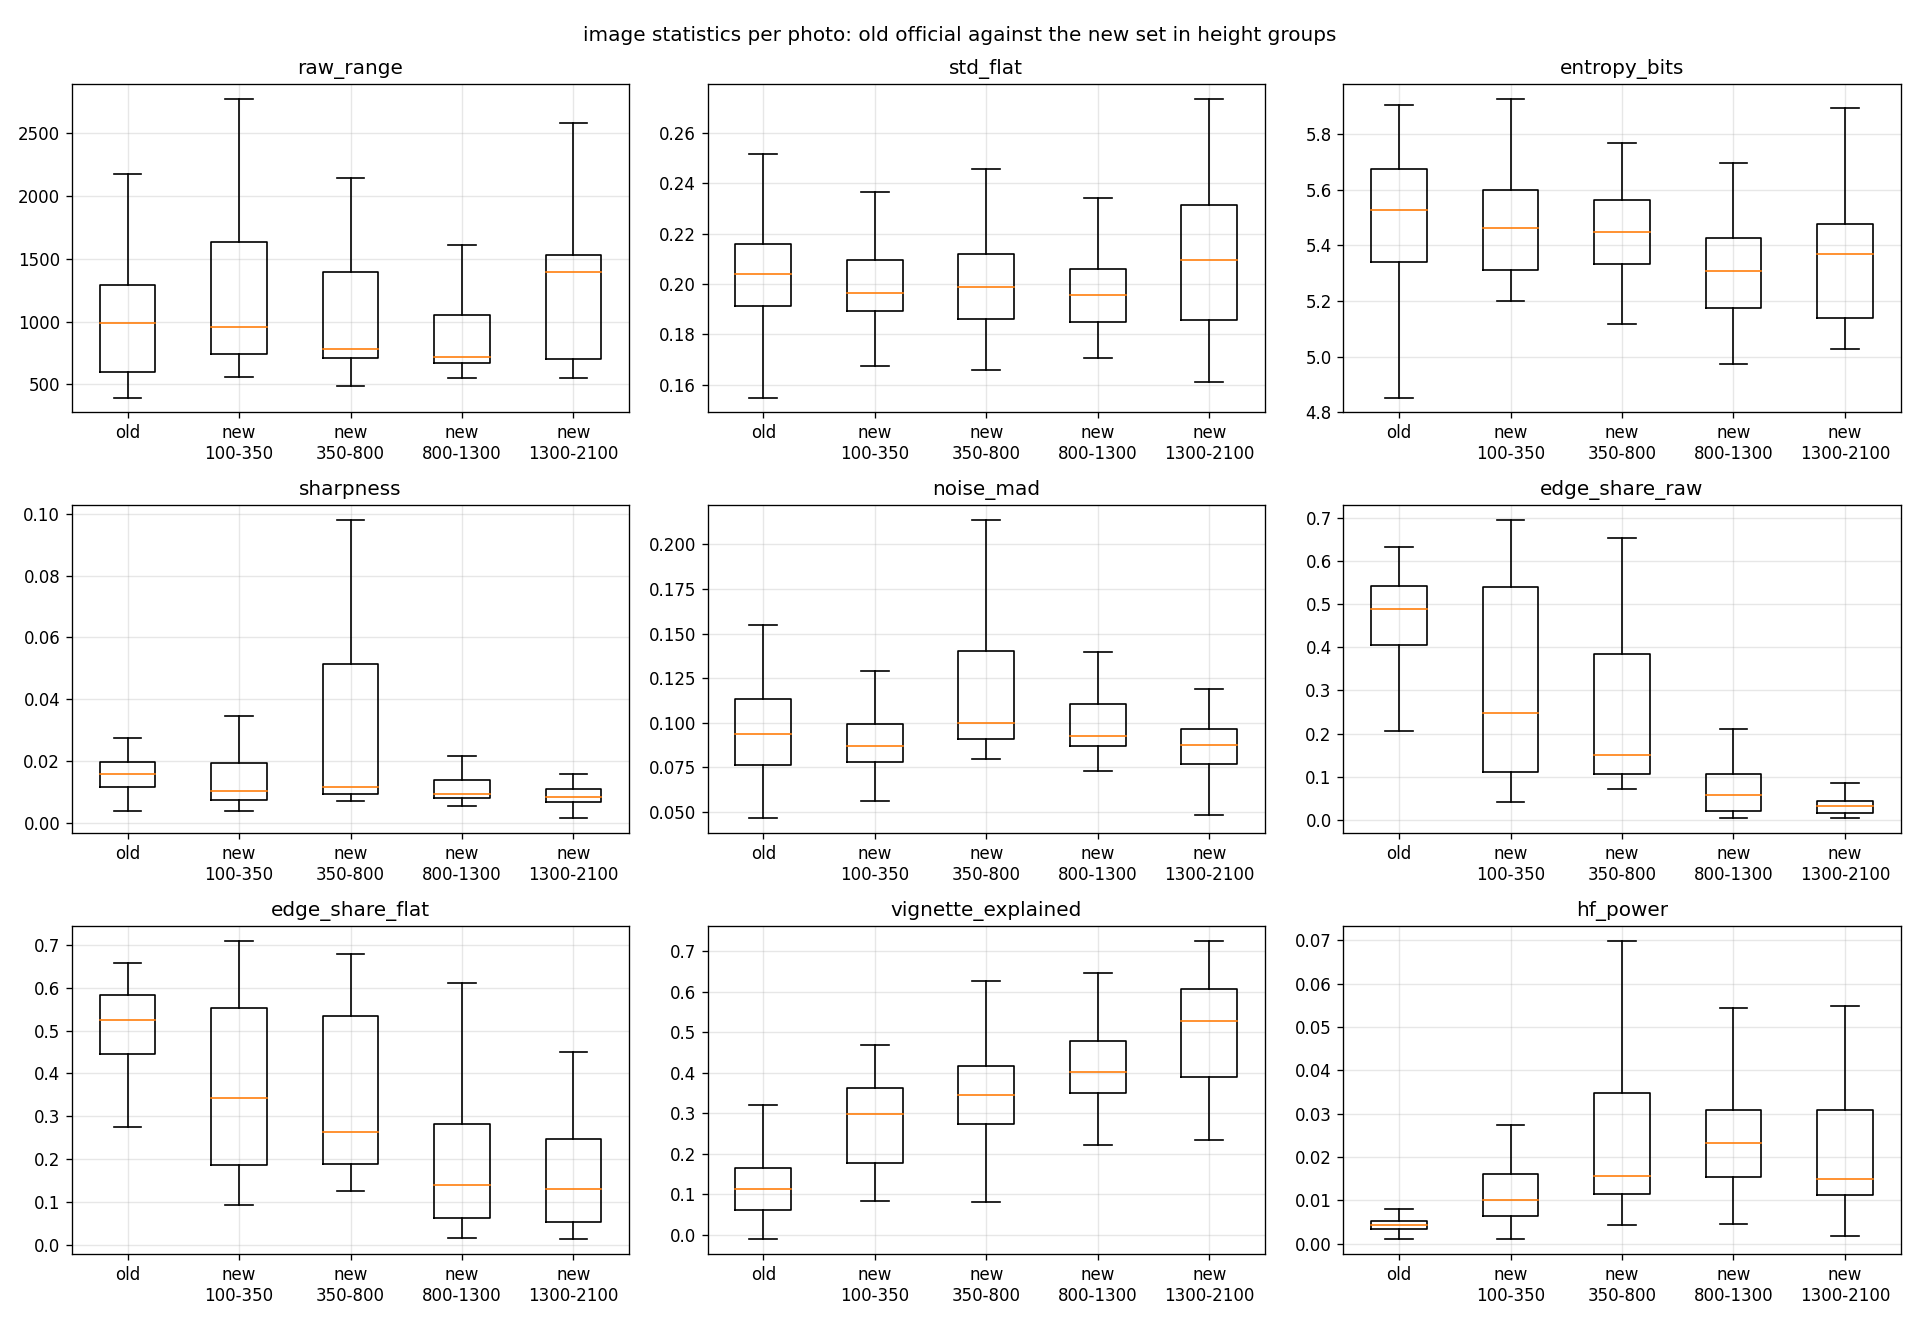 image statistics per photo: old official against the new set in height groups
raw_range
std_flat
entropy_bits
2500
2000
1500
1000
500
0.26
0.24
0.22
0.20
0.18
0.16
5.8
5.6
5.4
5.2
5.0
4.8
old
new
100-350
new
350-800
new
800-1300
new
1300-2100
old
new
100-350
new
350-800
new
800-1300
new
1300-2100
old
new
100-350
new
350-800
new
800-1300
new
1300-2100
sharpness
noise_mad
edge_share_raw
0.10
0.08
0.06
0.04
0.02
0.00
0.200
0.175
0.150
0.125
0.100
0.075
0.050
0.7
0.6
0.5
0.4
0.3
0.2
0.1
0.0
old
new
100-350
new
350-800
new
800-1300
new
1300-2100
old
new
100-350
new
350-800
new
800-1300
new
1300-2100
old
new
100-350
new
350-800
new
800-1300
new
1300-2100
edge_share_flat
vignette_explained
hf_power
0.7
0.6
0.5
0.4
0.3
0.2
0.1
0.0
0.7
0.6
0.5
0.4
0.3
0.2
0.1
0.0
0.07
0.06
0.05
0.04
0.03
0.02
0.01
0.00
old
new
100-350
new
350-800
new
800-1300
new
1300-2100
old
new
100-350
new
350-800
new
800-1300
new
1300-2100
old
new
100-350
new
350-800
new
800-1300
new
1300-2100